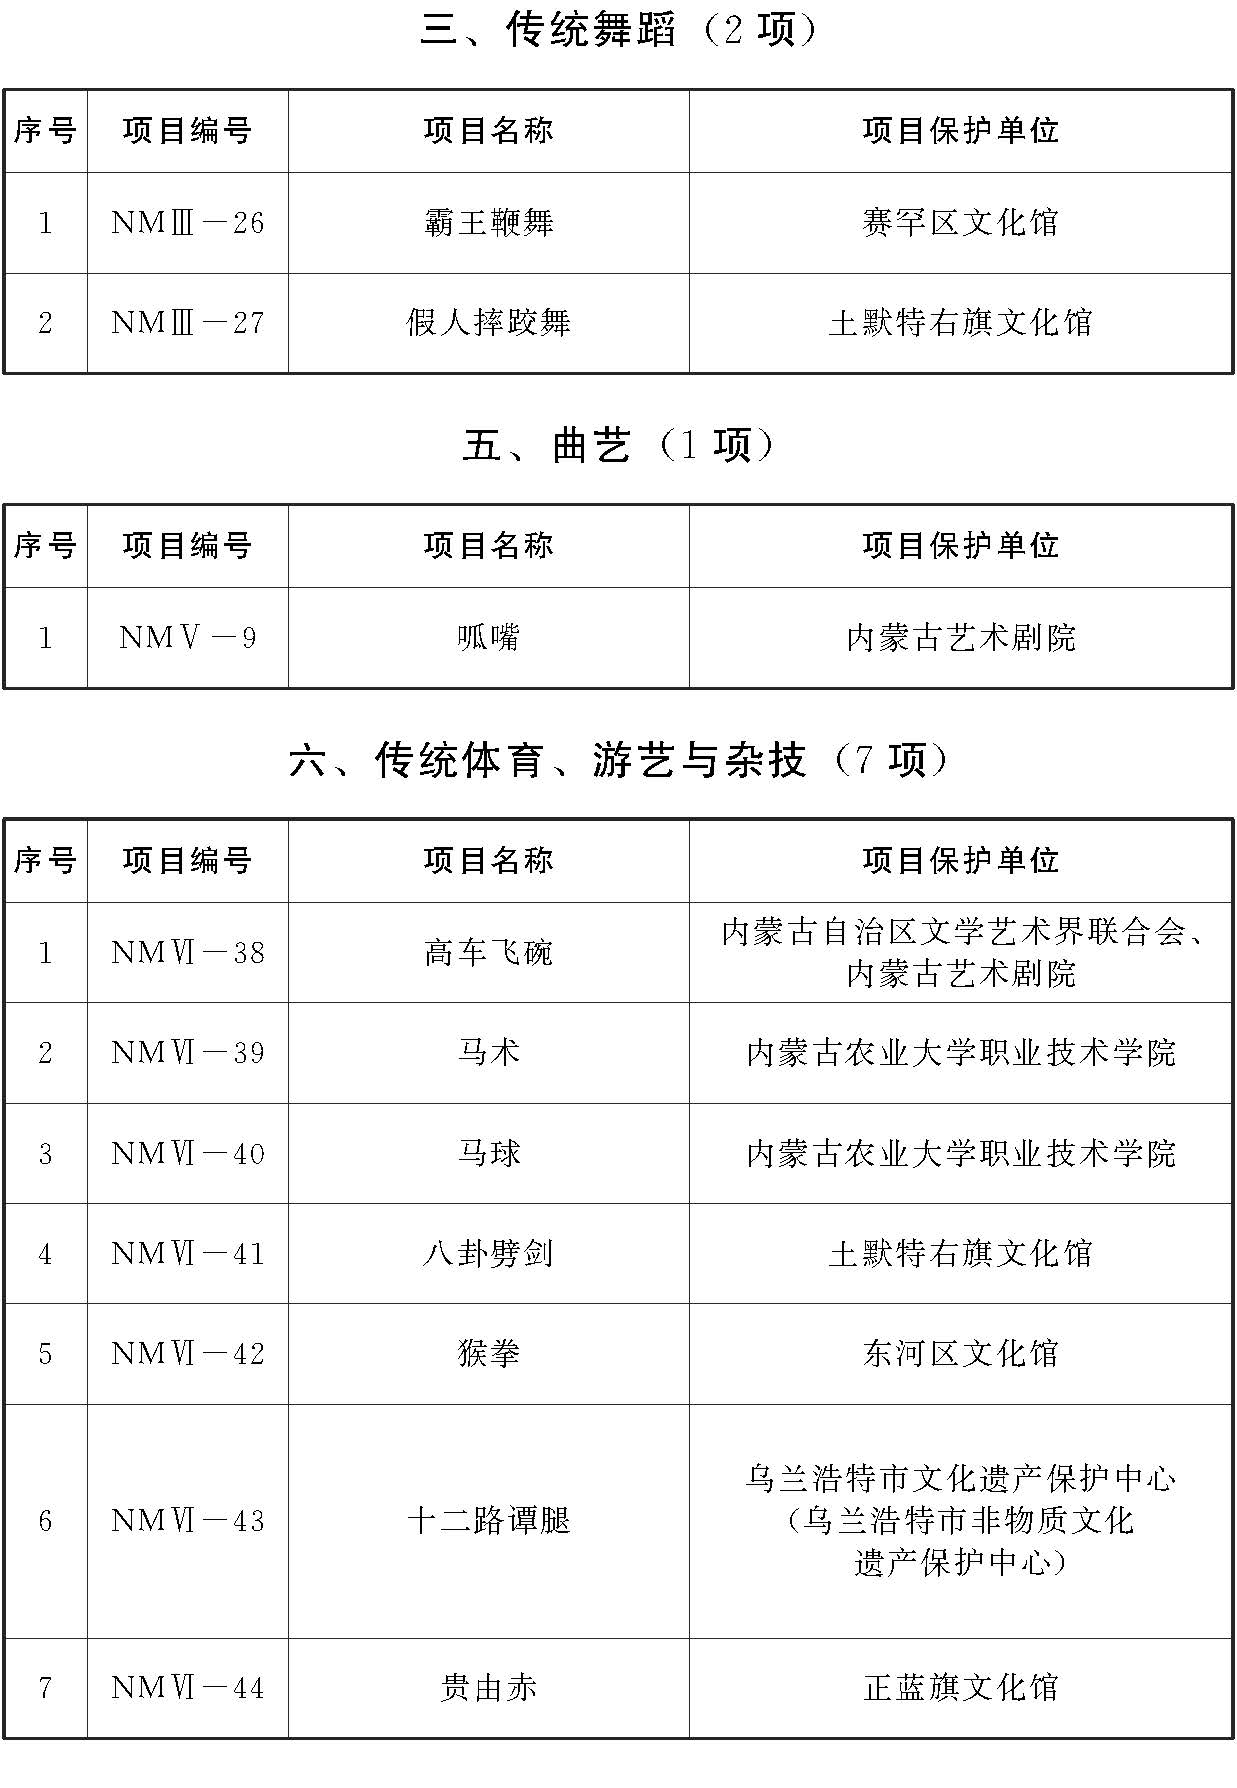 三、传统舞蹈（2 项）
序号 项目编号 项目名称 项目保护单位
1 NMⅢ－26 霸王鞭舞 赛罕区文化馆
2 NMⅢ－27 假人摔跤舞 土默特右旗文化馆
五、曲艺（1 项）
序号 项目编号 项目名称 项目保护单位
1 NMⅤ－9 呱嘴 内蒙古艺术剧院
六、传统体育、游艺与杂技（7 项）
序号 项目编号 项目名称 项目保护单位
1 NMⅥ－38 高车飞碗 内蒙古自治区文学艺术界联合会、
内蒙古艺术剧院
2 NMⅥ－39 马术 内蒙古农业大学职业技术学院
3 NMⅥ－40 马球 内蒙古农业大学职业技术学院
4 NMⅥ－41 八卦劈剑 土默特右旗文化馆
5 NMⅥ－42 猴拳 东河区文化馆
6 NMⅥ－43 十二路谭腿 乌兰浩特市文化遗产保护中心
（乌兰浩特市非物质文化
遗产保护中心）
7 NMⅥ－44 贵由赤 正蓝旗文化馆